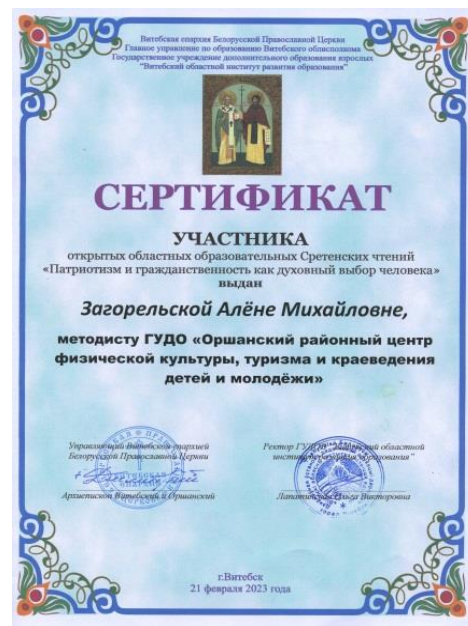 Витебская епархия Белорусской Православной Церкви
Главное управление по образованию Витебского облисполкома
Государственное учреждение дополнительного образования взрослых
"Витебский областной институт развития образования"
СЕРТИФИКАТ
УЧАСТНИКА
открытых областных образовательных Сретенских чтений
«Патриотизм и гражданственность как духовный выбор человека»
выдан
Загорельской Алёне Михайловне,
методисту ГУДО «Оршанский районный центр
физической культуры, туризма и краеведения
детей и молодёжи»
Управляющий Витебской епархией
Белорусской Православной Церкви
Архиепископ Витебский и Оршанский
Ректор ГУДОВ "Витебский областной
институт развития образования"
Ольга Викторовна
г.Витебск
21 февраля 2023 года